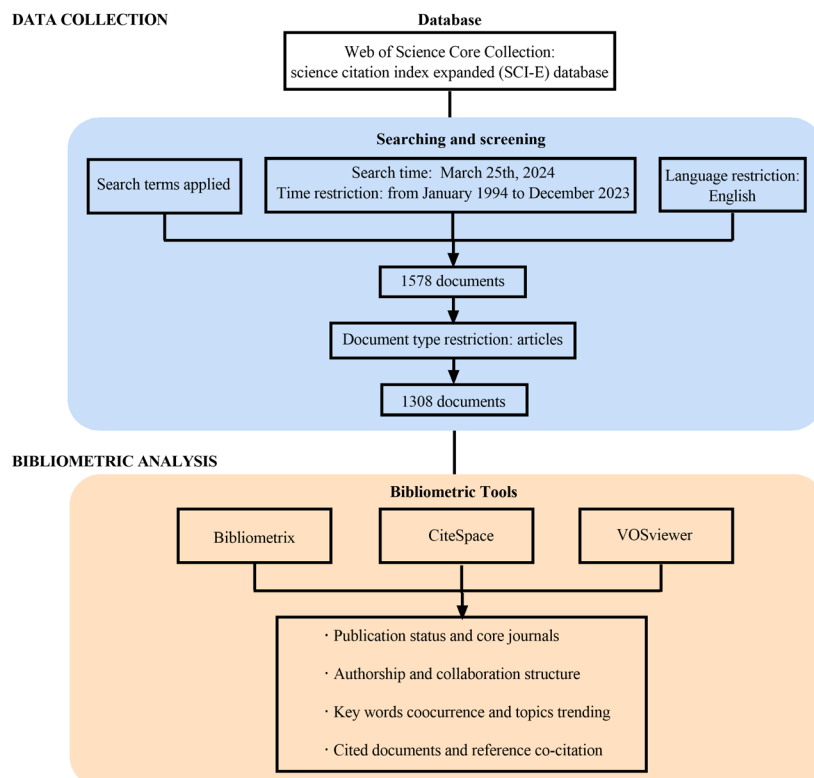 DATA COLLECTION
Database
Web of Science Core Collection:
science citation index expanded (SCI-E) database
Searching and screening
Search terms applied
Search time: March 25th, 2024
Time restriction: from January 1994 to December 2023
Language restriction:
English
1578 documents
Document type restriction: articles
1308 documents
BIBLIOMETRIC ANALYSIS
Bibliometric Tools
Bibliometrix
CiteSpace
VOSviewer
· Publication status and core journals
· Authorship and collaboration structure
· Key words coocurrence and topics trending
· Cited documents and reference co-citation